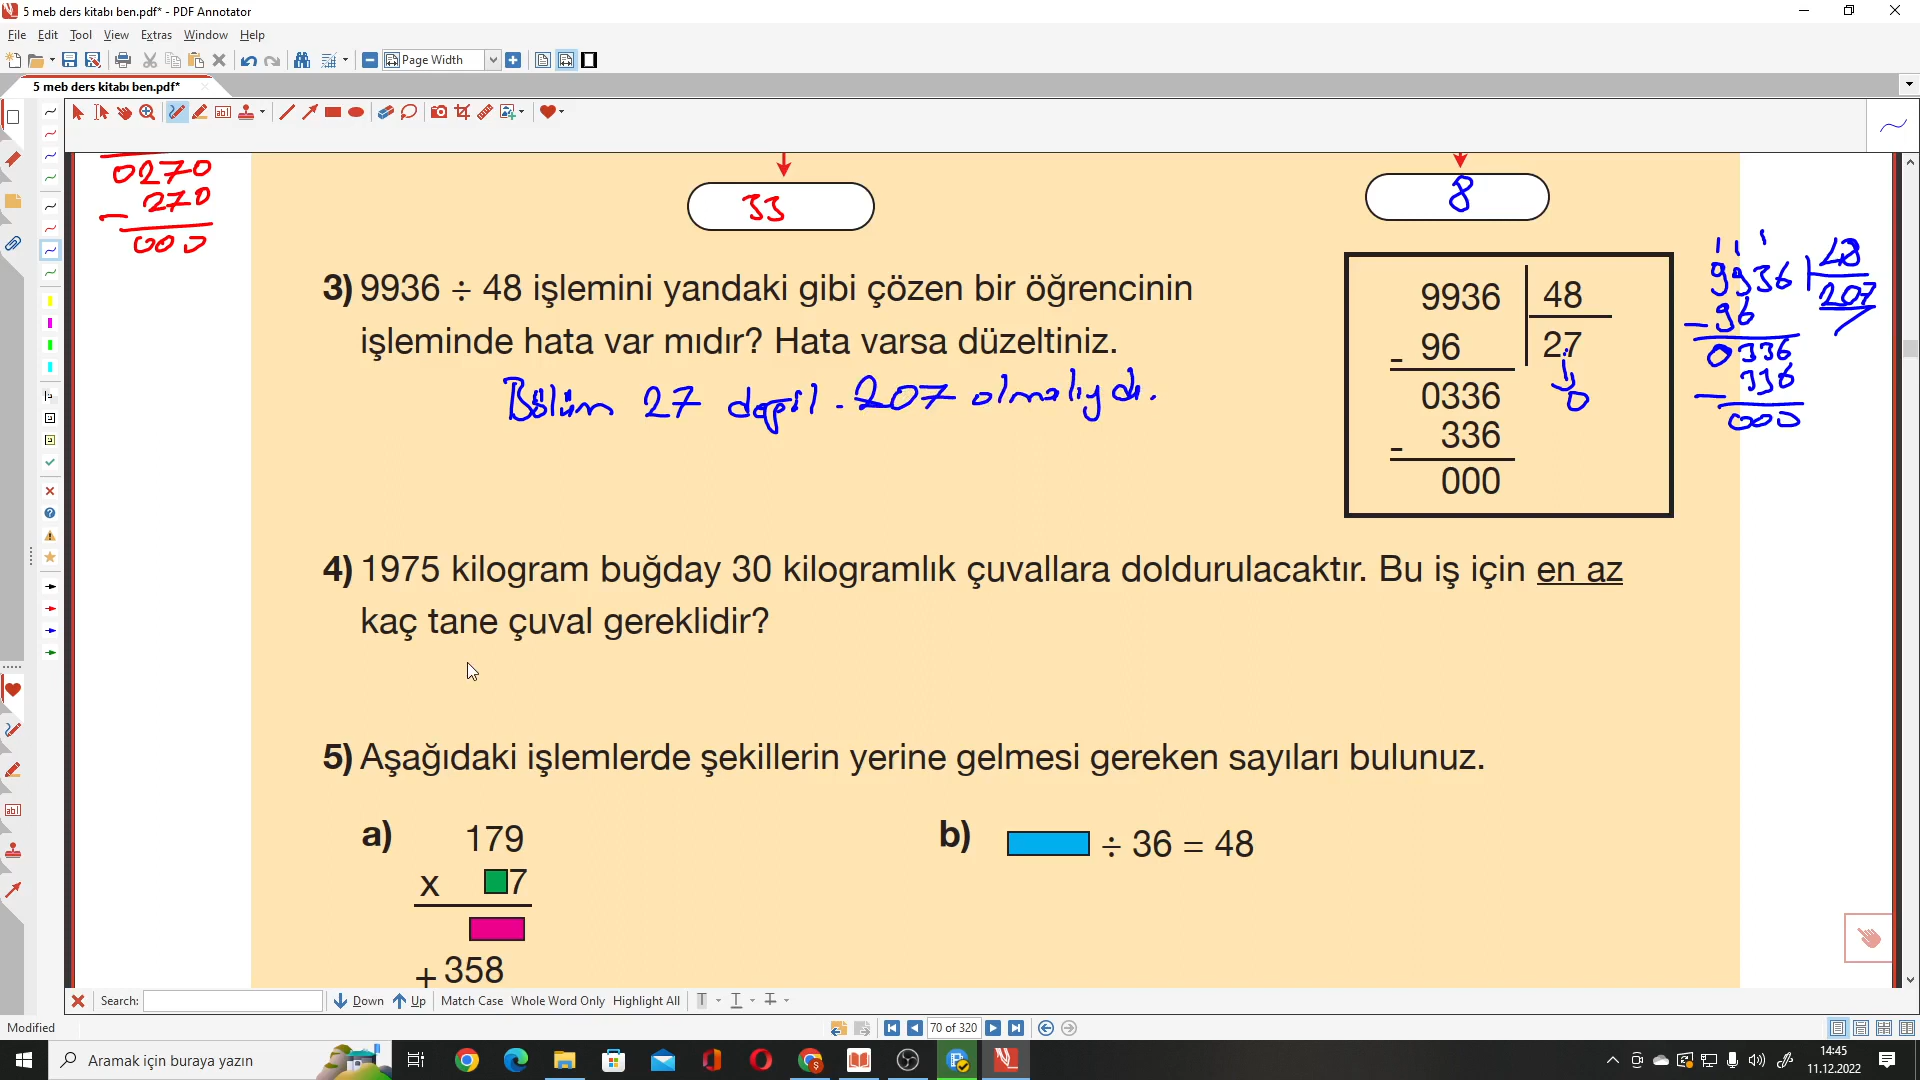 5 meb ders kitabı ben.pdf* - PDF Annotator
File Edit Tool View Extras Window Help
Page Width
5 meb ders kitabı ben.pdf*
0270
- 270
000
33
8
3) 9936 ÷ 48 işlemini yandaki gibi çözen bir öğrencinin
işleminde hata var mıdır? Hata varsa düzeltiniz.
Bölüm 27 değil. 207 olmalıydı.
9936 48
- 96 27
0336 0
- 336
000
9936 48
- 96 207
0336
- 336
000
4) 1975 kilogram buğday 30 kilogramlık çuvallara doldurulacaktır. Bu iş için en az
kaç tane çuval gereklidir?
5) Aşağıdaki işlemlerde şekillerin yerine gelmesi gereken sayıları bulunuz.
a) 179
x 7
+ 358
b) ÷ 36 = 48
Search: Down Up Match Case Whole Word Only Highlight All
Modified
70 of 320
Aramak için buraya yazın
14:45
11.12.2022